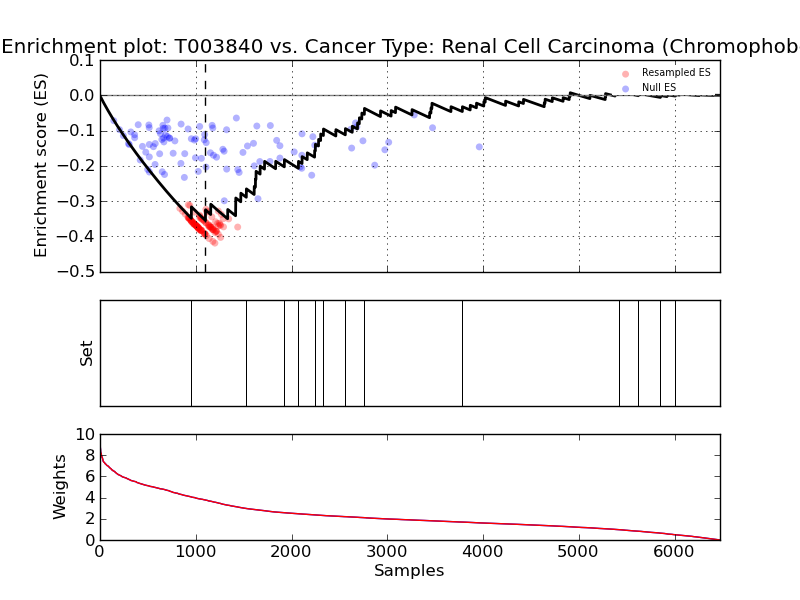 Enrichment plot: T003840 vs. Cancer Type: Renal Cell Carcinoma (Chromophob
0.1
0.0
−0.1
−0.2
−0.3
−0.4
−0.5
Enrichment score (ES)
Resampled ES
Null ES
Set
10
8
6
4
2
0
Weights
0 1000 2000 3000 4000 5000 6000
Samples